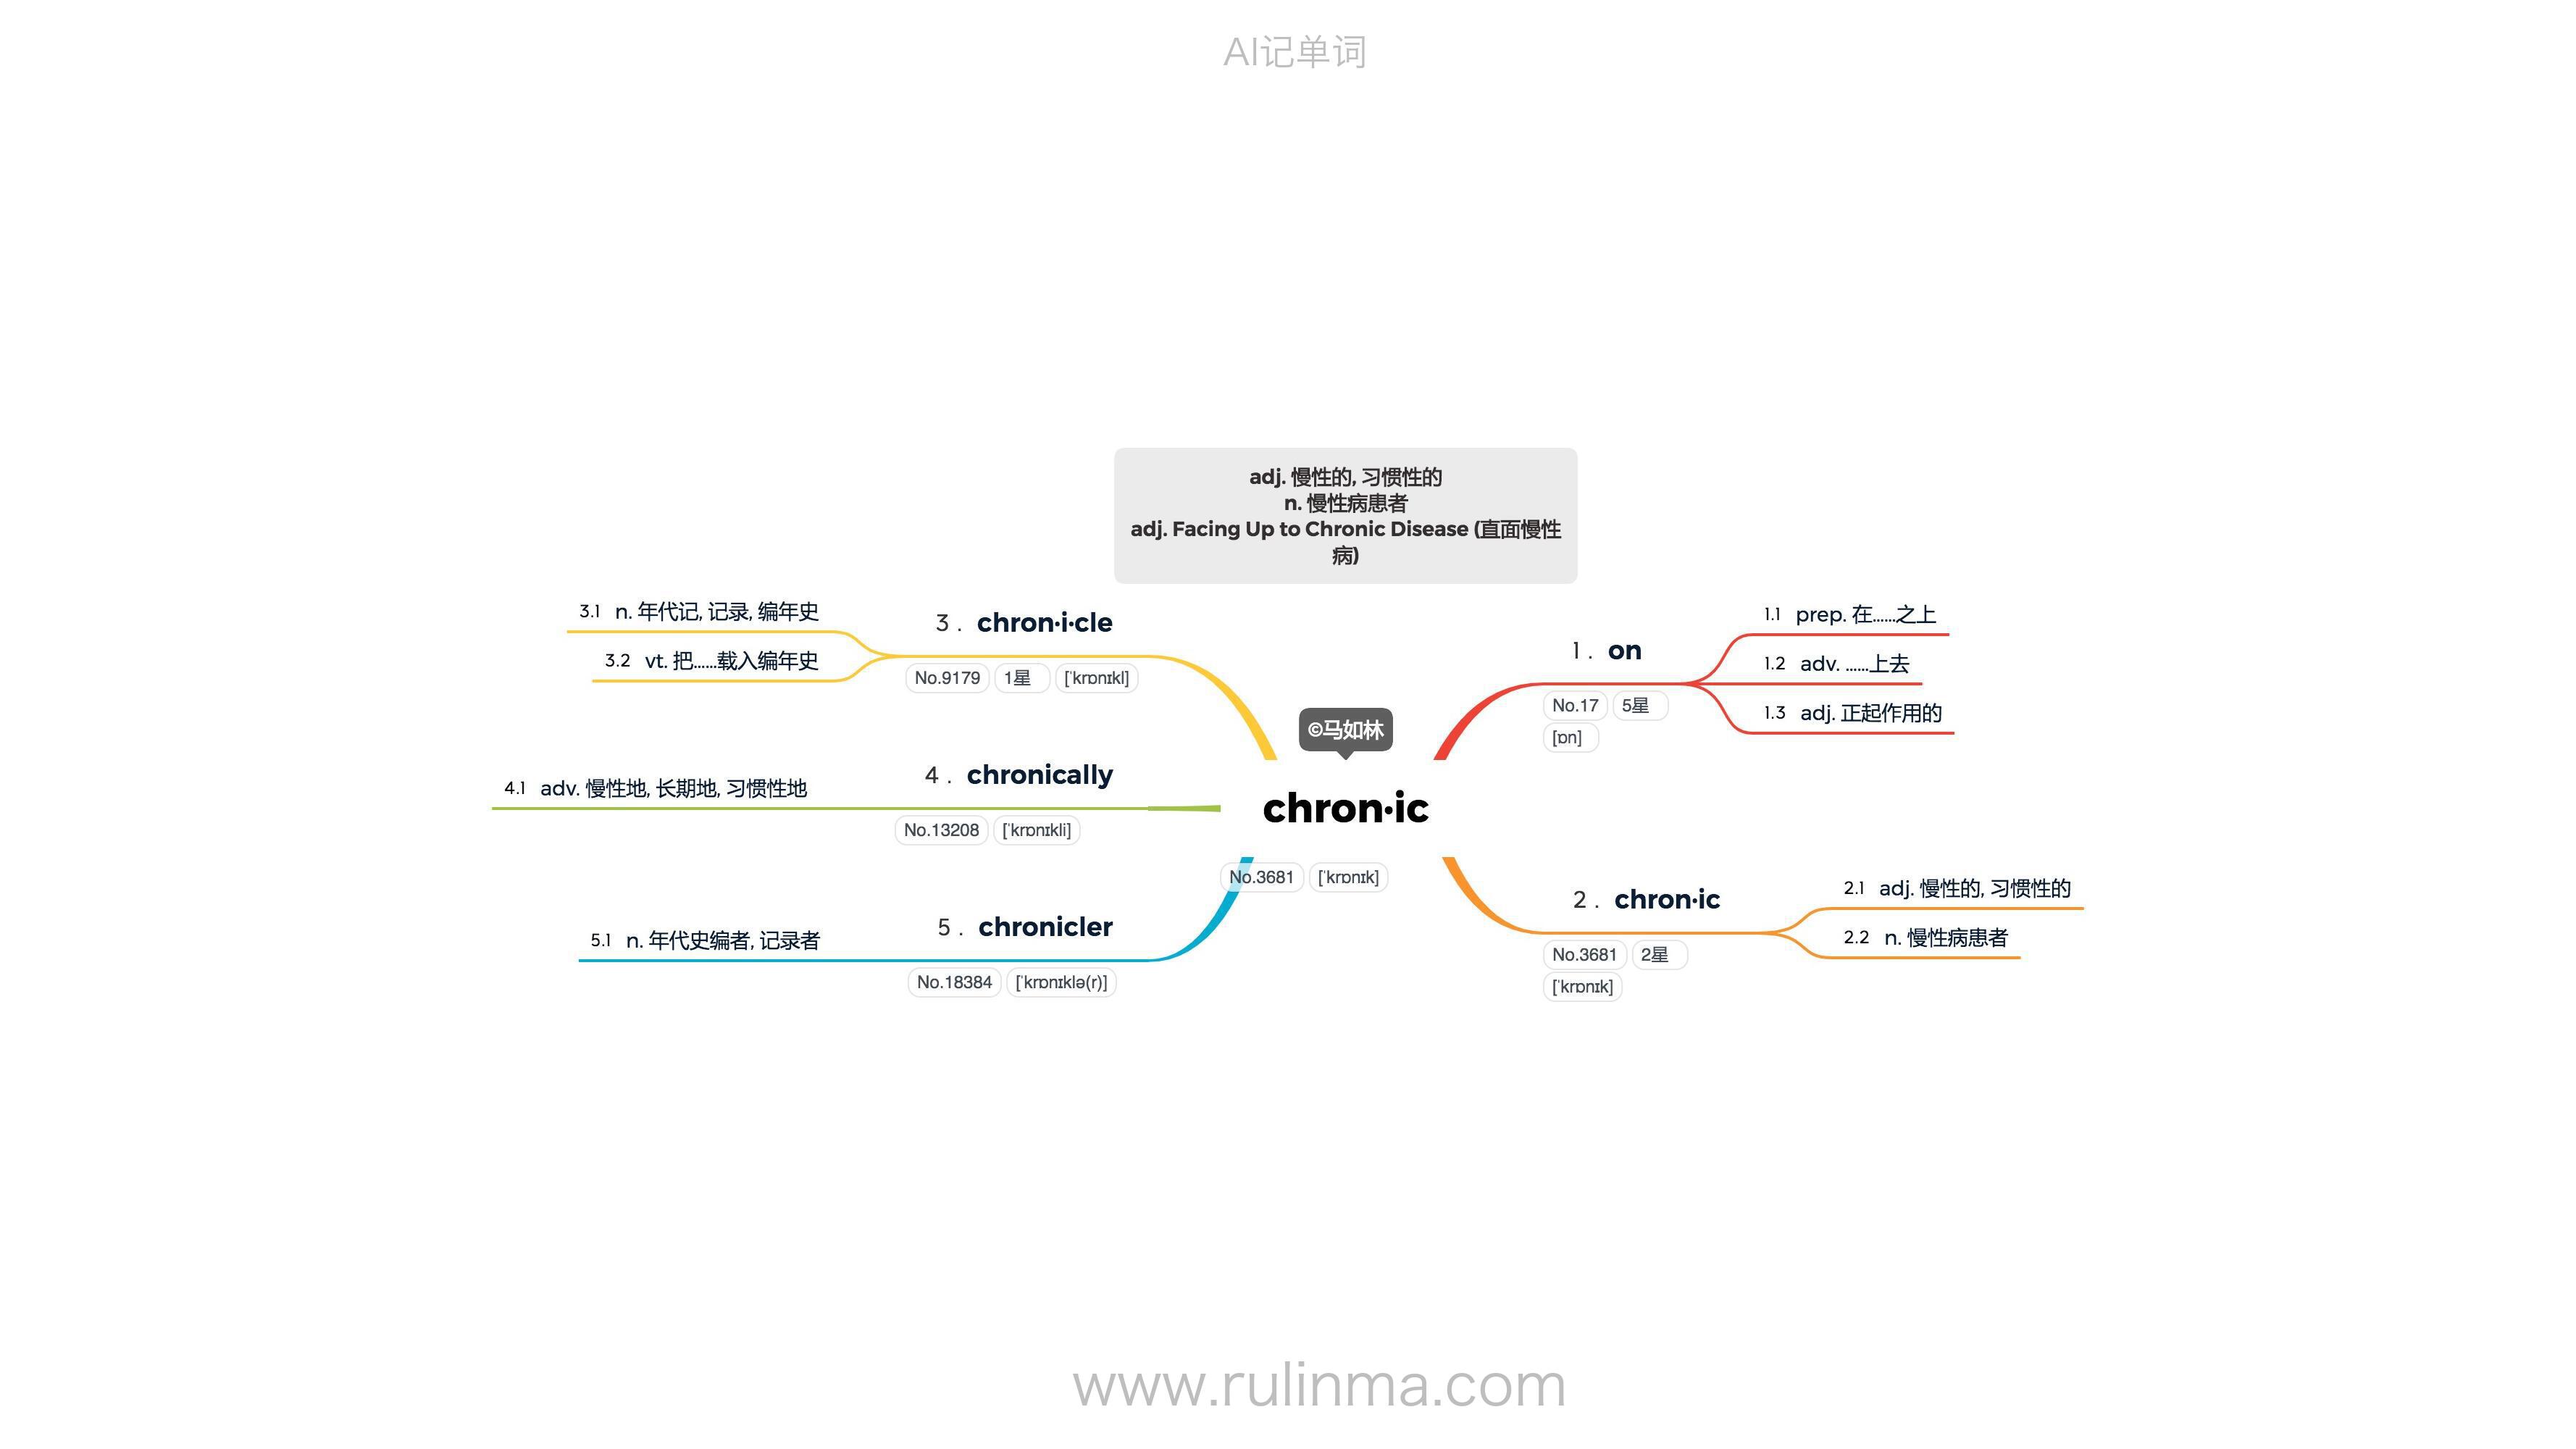 AI记单词
adj. 慢性的, 习惯性的
n. 慢性病患者
adj. Facing Up to Chronic Disease (直面慢性
病)
©马如林
chron·ic
No.3681 ['krɒnɪk]
1. on
No.17 5星
[ɒn]
1.1 prep. 在……之上
1.2 adv. ……上去
1.3 adj. 正起作用的
2. chron·ic
No.3681 2星
['krɒnɪk]
2.1 adj. 慢性的, 习惯性的
2.2 n. 慢性病患者
3. chron·i·cle
No.9179 1星 ['krɒnɪkl]
3.1 n. 年代记, 记录, 编年史
3.2 vt. 把……载入编年史
4. chronically
No.13208 ['krɒnɪkli]
4.1 adv. 慢性地, 长期地, 习惯性地
5. chronicler
No.18384 ['krɒnɪklə(r)]
5.1 n. 年代史编者, 记录者
www.rulinma.com